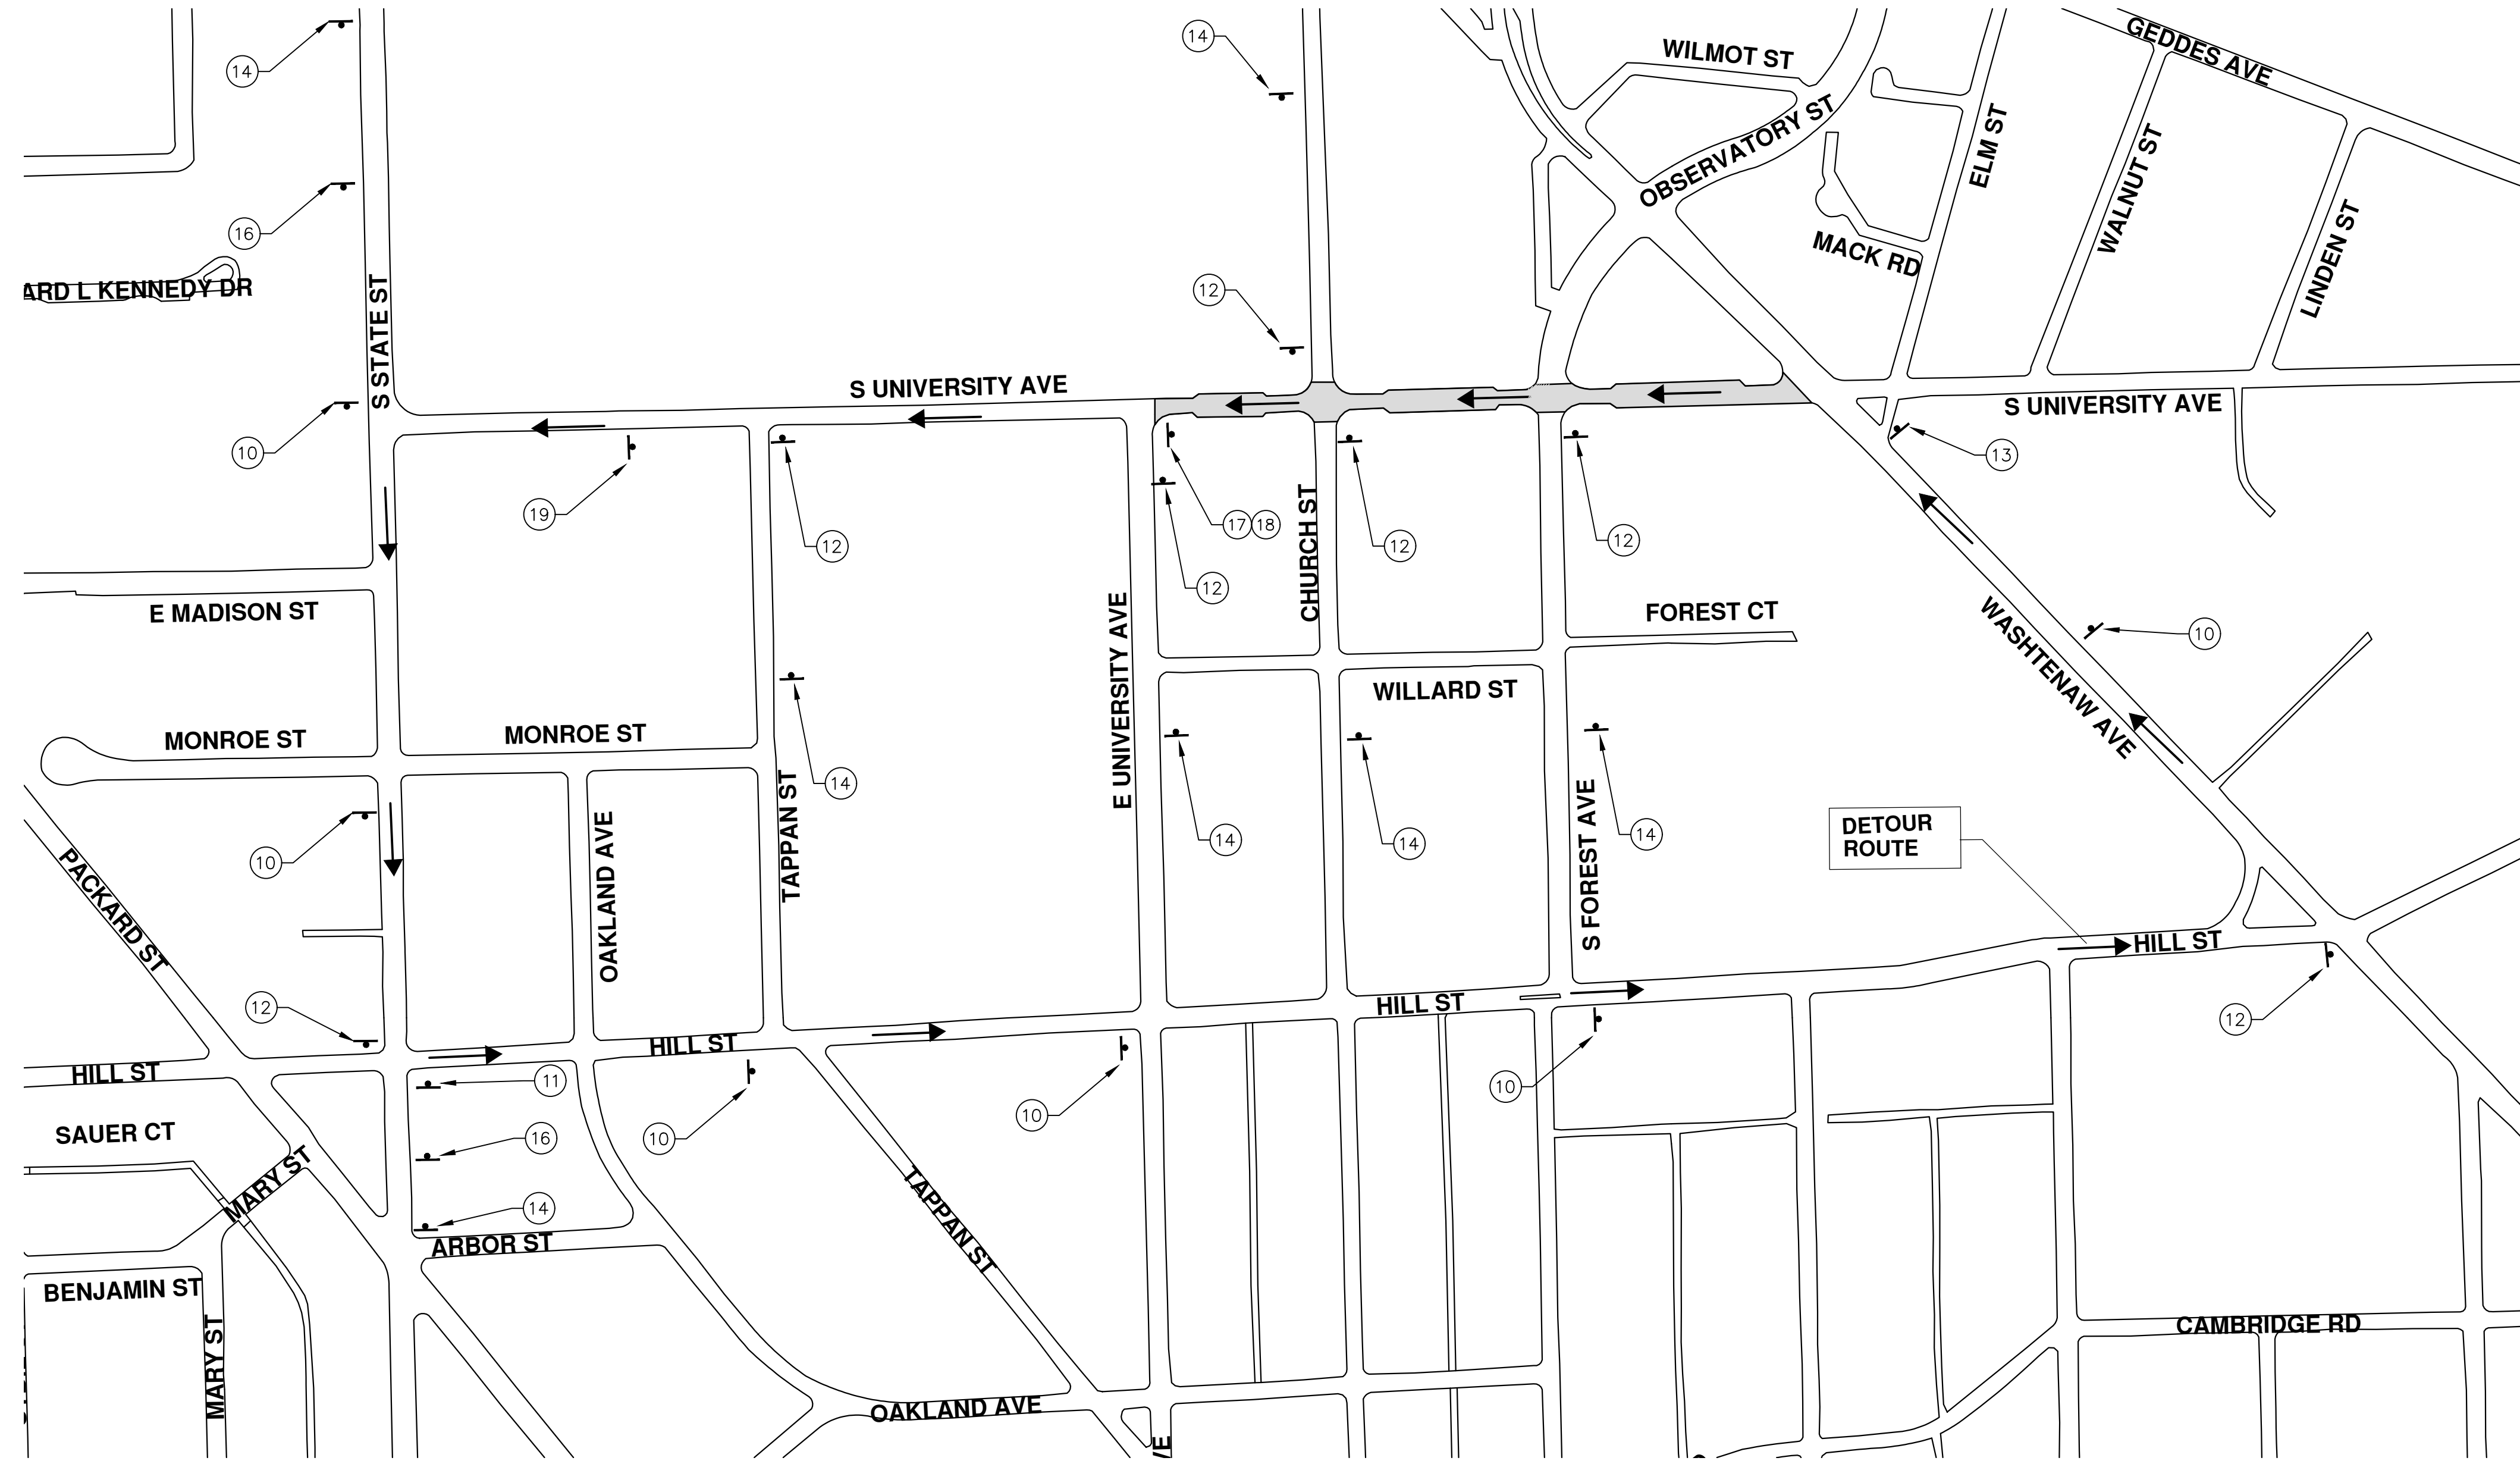 GEDDES AVE
14
14
WILMOT ST
14
OBSERVATORY ST
ELM ST
WALNUT ST
LINDEN ST
16
MACK RD
ARD L KENNEDY DR
12
S STATE ST
S UNIVERSITY AVE
S UNIVERSITY AVE
10
13
19
12
17
18
12
12
CHURCH ST
12
E MADISON ST
FOREST CT
10
WASHTENAW AVE
E UNIVERSITY AVE
WILLARD ST
MONROE ST
MONROE ST
14
TAPPAN ST
14
14
14
S FOREST AVE
DETOUR
ROUTE
10
OAKLAND AVE
PACKARD ST
HILL ST
12
HILL ST
12
HILL ST
HILL ST
11
10
10
10
SAUER CT
16
MARY ST
14
TAPPAN ST
ARBOR ST
BENJAMIN ST
MARY ST
CAMBRIDGE RD
OAKLAND AVE
VE